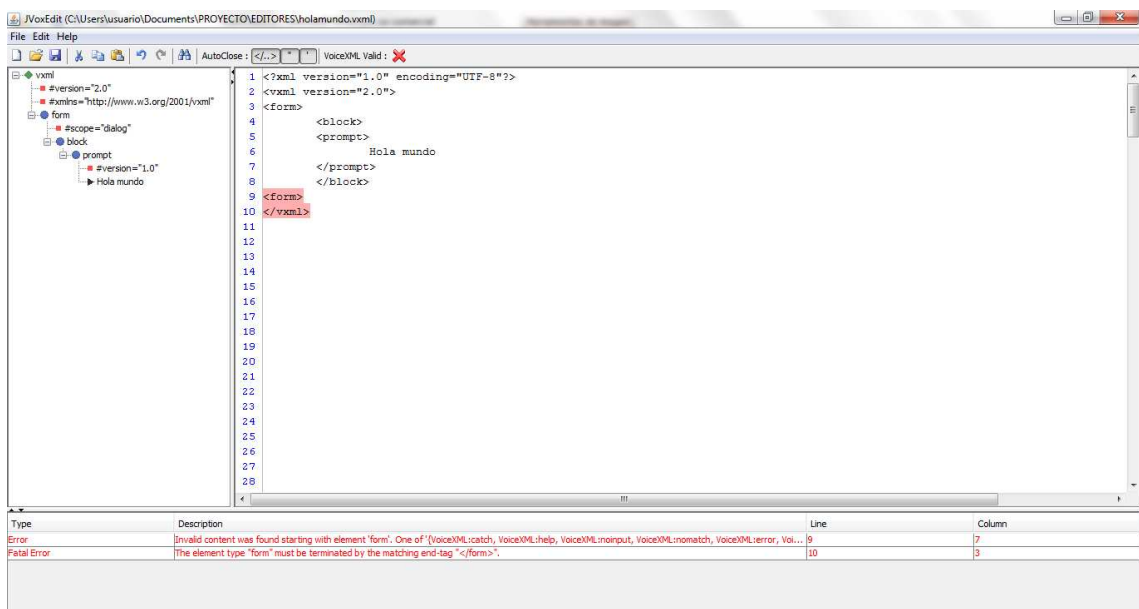 JVoxEdit (C:\Users\usuario\Documents\PROYECTO\EDITORES\holamundo.vxml)
File Edit Help
AutoClose : </..> " ' VoiceXML Valid :
vxml
#version="2.0"
#xmlns="http://www.w3.org/2001/vxml"
form
#scope="dialog"
block
prompt
#version="1.0"
Hola mundo
1 <?xml version="1.0" encoding="UTF-8"?>
2 <vxml version="2.0">
3 <form>
4 <block>
5 <prompt>
6 Hola mundo
7 </prompt>
8 </block>
9 <form>
10 </vxml>
11
12
13
14
15
16
17
18
19
20
21
22
23
24
25
26
27
28
Type Description Line Column
Error Invalid content was found starting with element 'form'. One of '{VoiceXML:catch, VoiceXML:help, VoiceXML:noinput, VoiceXML:nomatch, VoiceXML:error, Voi... 9 7
Fatal Error The element type "form" must be terminated by the matching end-tag "</form>". 10 3